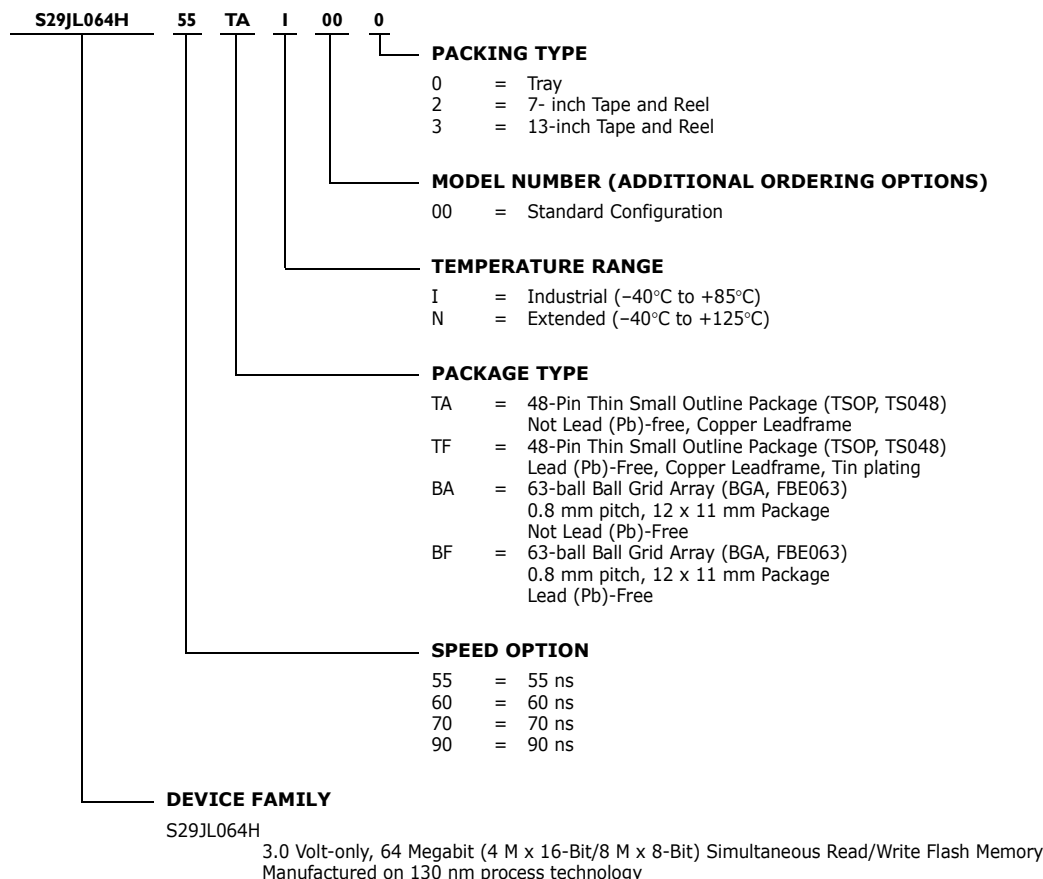 S29JL064H 55 TA I 00 0
PACKING TYPE
0 = Tray
2 = 7- inch Tape and Reel
3 = 13-inch Tape and Reel
MODEL NUMBER (ADDITIONAL ORDERING OPTIONS)
00 = Standard Configuration
TEMPERATURE RANGE
I = Industrial (–40°C to +85°C)
N = Extended (–40°C to +125°C)
PACKAGE TYPE
TA = 48-Pin Thin Small Outline Package (TSOP, TS048)
Not Lead (Pb)-free, Copper Leadframe
TF = 48-Pin Thin Small Outline Package (TSOP, TS048)
Lead (Pb)-Free, Copper Leadframe, Tin plating
BA = 63-ball Ball Grid Array (BGA, FBE063)
0.8 mm pitch, 12 x 11 mm Package
Not Lead (Pb)-Free
BF = 63-ball Ball Grid Array (BGA, FBE063)
0.8 mm pitch, 12 x 11 mm Package
Lead (Pb)-Free
SPEED OPTION
55 = 55 ns
60 = 60 ns
70 = 70 ns
90 = 90 ns
DEVICE FAMILY
S29JL064H
3.0 Volt-only, 64 Megabit (4 M x 16-Bit/8 M x 8-Bit) Simultaneous Read/Write Flash Memory
Manufactured on 130 nm process technology